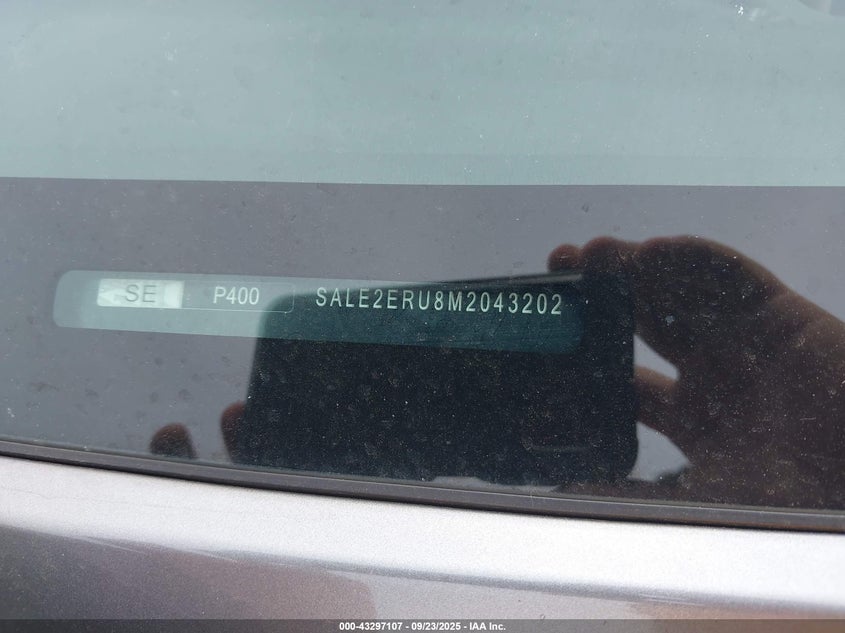 SE P400 SALE2ERU8M2043202
000-43297107 - 09/23/2025 - IAA Inc.